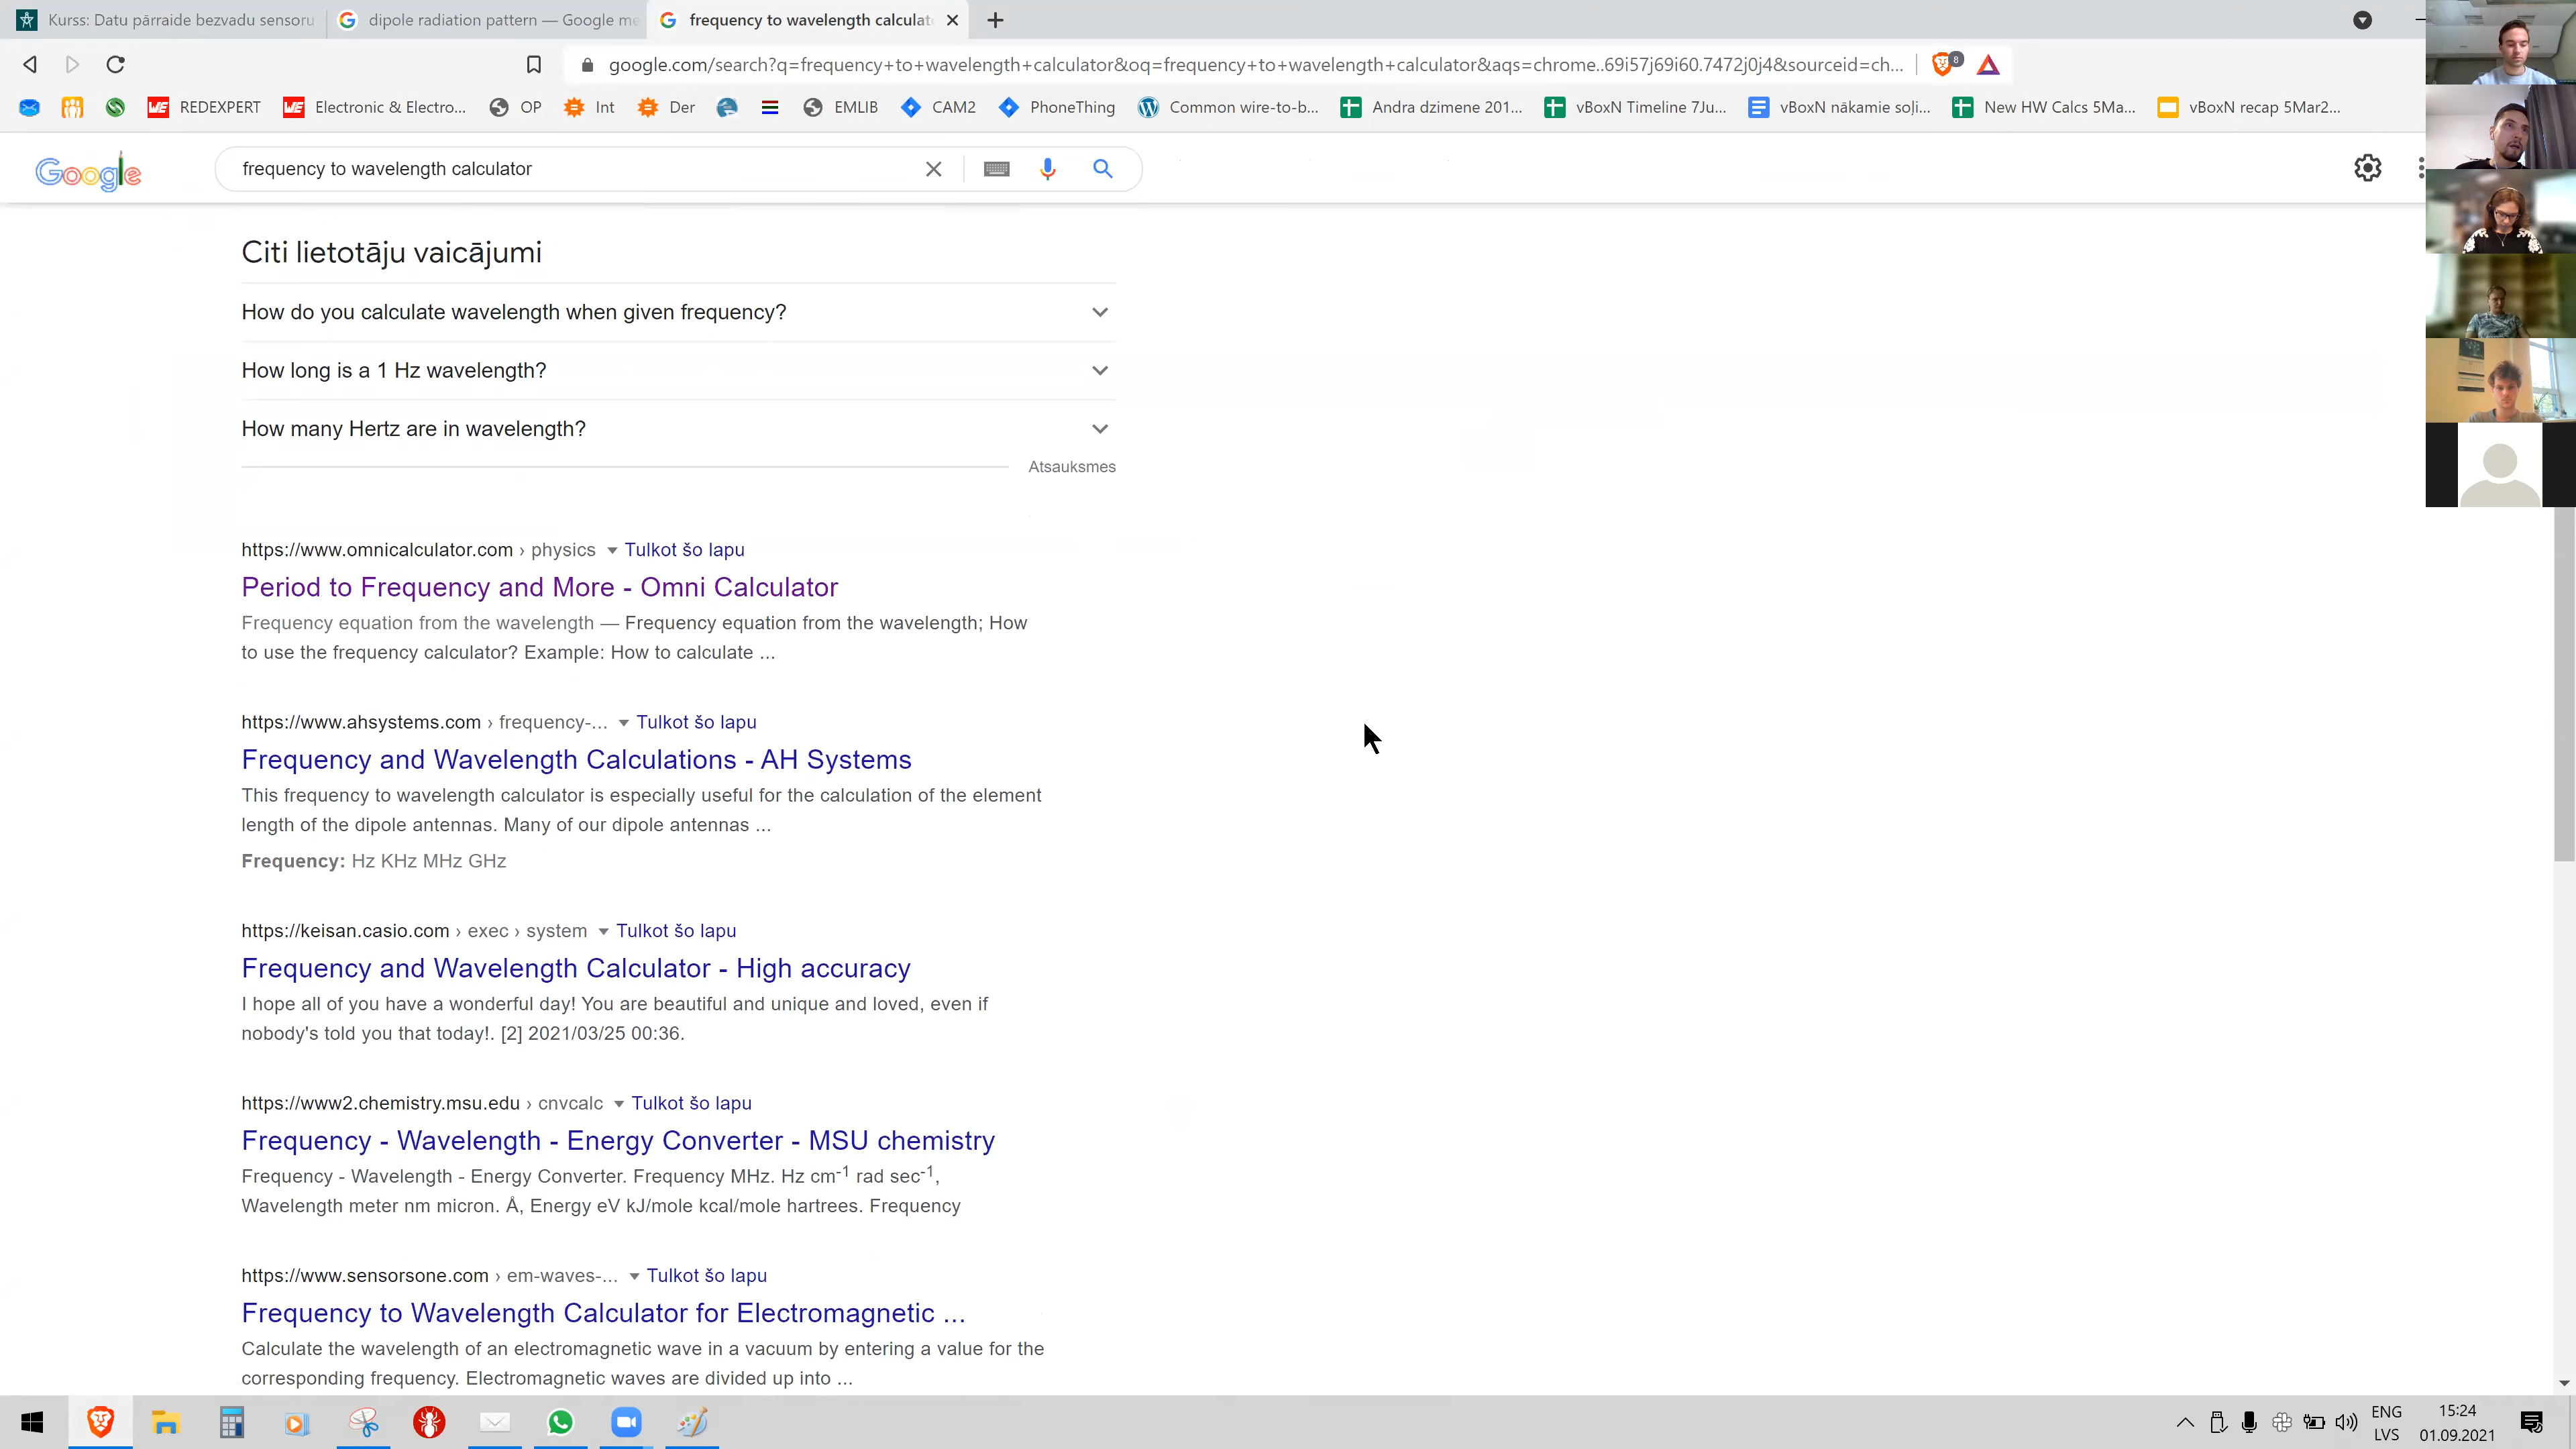 Kurss: Datu pārraide bezvadu sensoru
dipole radiation pattern — Google me
frequency to wavelength calculat
google.com/search?q=frequency+to+wavelength+calculator&oq=frequency+to+wavelength+calculator&aqs=chrome..69i57j69i60.7472j0j4&sourceid=ch...
8
WE REDEXPERT
WE Electronic & Electro...
OP
Int
Der
EMLIB
CAM2
PhoneThing
Common wire-to-b...
Andra dzimene 201...
vBoxN Timeline 7Ju...
vBoxN nākamie soļi...
New HW Calcs 5Ma...
vBoxN recap 5Mar2...
Google
frequency to wavelength calculator
Citi lietotāju vaicājumi
How do you calculate wavelength when given frequency?
How long is a 1 Hz wavelength?
How many Hertz are in wavelength?
Atsauksmes
https://www.omnicalculator.com › physics Tulkot šo lapu
Period to Frequency and More - Omni Calculator
Frequency equation from the wavelength — Frequency equation from the wavelength; How
to use the frequency calculator? Example: How to calculate ...
https://www.ahsystems.com › frequency-... Tulkot šo lapu
Frequency and Wavelength Calculations - AH Systems
This frequency to wavelength calculator is especially useful for the calculation of the element
length of the dipole antennas. Many of our dipole antennas ...
Frequency: Hz KHz MHz GHz
https://keisan.casio.com › exec › system Tulkot šo lapu
Frequency and Wavelength Calculator - High accuracy
I hope all of you have a wonderful day! You are beautiful and unique and loved, even if
nobody's told you that today!. [2] 2021/03/25 00:36.
https://www2.chemistry.msu.edu › cnvcalc Tulkot šo lapu
Frequency - Wavelength - Energy Converter - MSU chemistry
Frequency - Wavelength - Energy Converter. Frequency MHz. Hz cm⁻¹ rad sec⁻¹,
Wavelength meter nm micron. Å, Energy eV kJ/mole kcal/mole hartrees. Frequency
https://www.sensorsone.com › em-waves-... Tulkot šo lapu
Frequency to Wavelength Calculator for Electromagnetic ...
Calculate the wavelength of an electromagnetic wave in a vacuum by entering a value for the
corresponding frequency. Electromagnetic waves are divided up into ...
ENG
LVS
15:24
01.09.2021